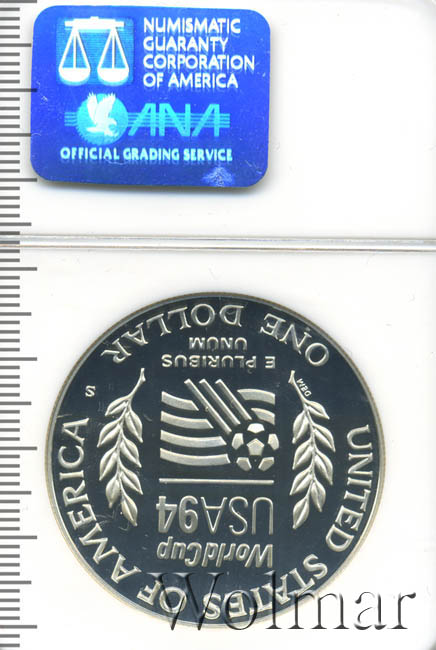 NUMISMATIC
GUARANTY
CORPORATION
OF AMERICA
ANA
OFFICIAL GRADING SERVICE
UNITED STATES OF AMERICA
WorldCup
USA94
S
WBG
E PLURIBUS
UNUM
ONE DOLLAR
Wolmar